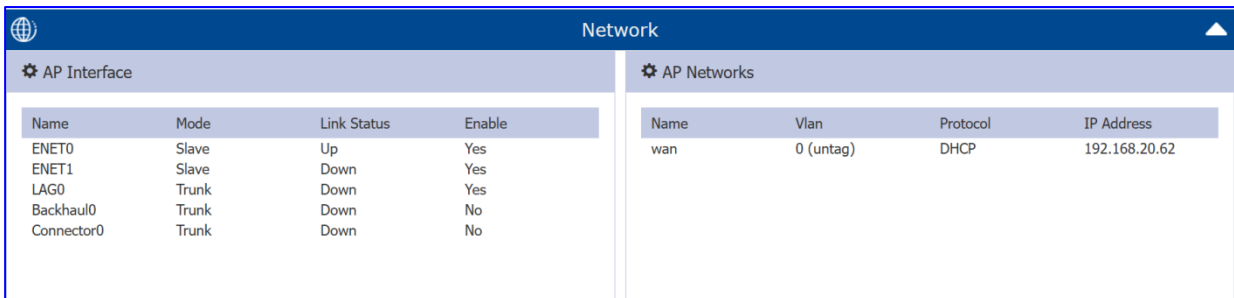 Network
AP Interface
Name Mode Link Status Enable
ENET0 Slave Up Yes
ENET1 Slave Down Yes
LAG0 Trunk Down Yes
Backhaul0 Trunk Down No
Connector0 Trunk Down No
AP Networks
Name Vlan Protocol IP Address
wan 0 (untag) DHCP 192.168.20.62